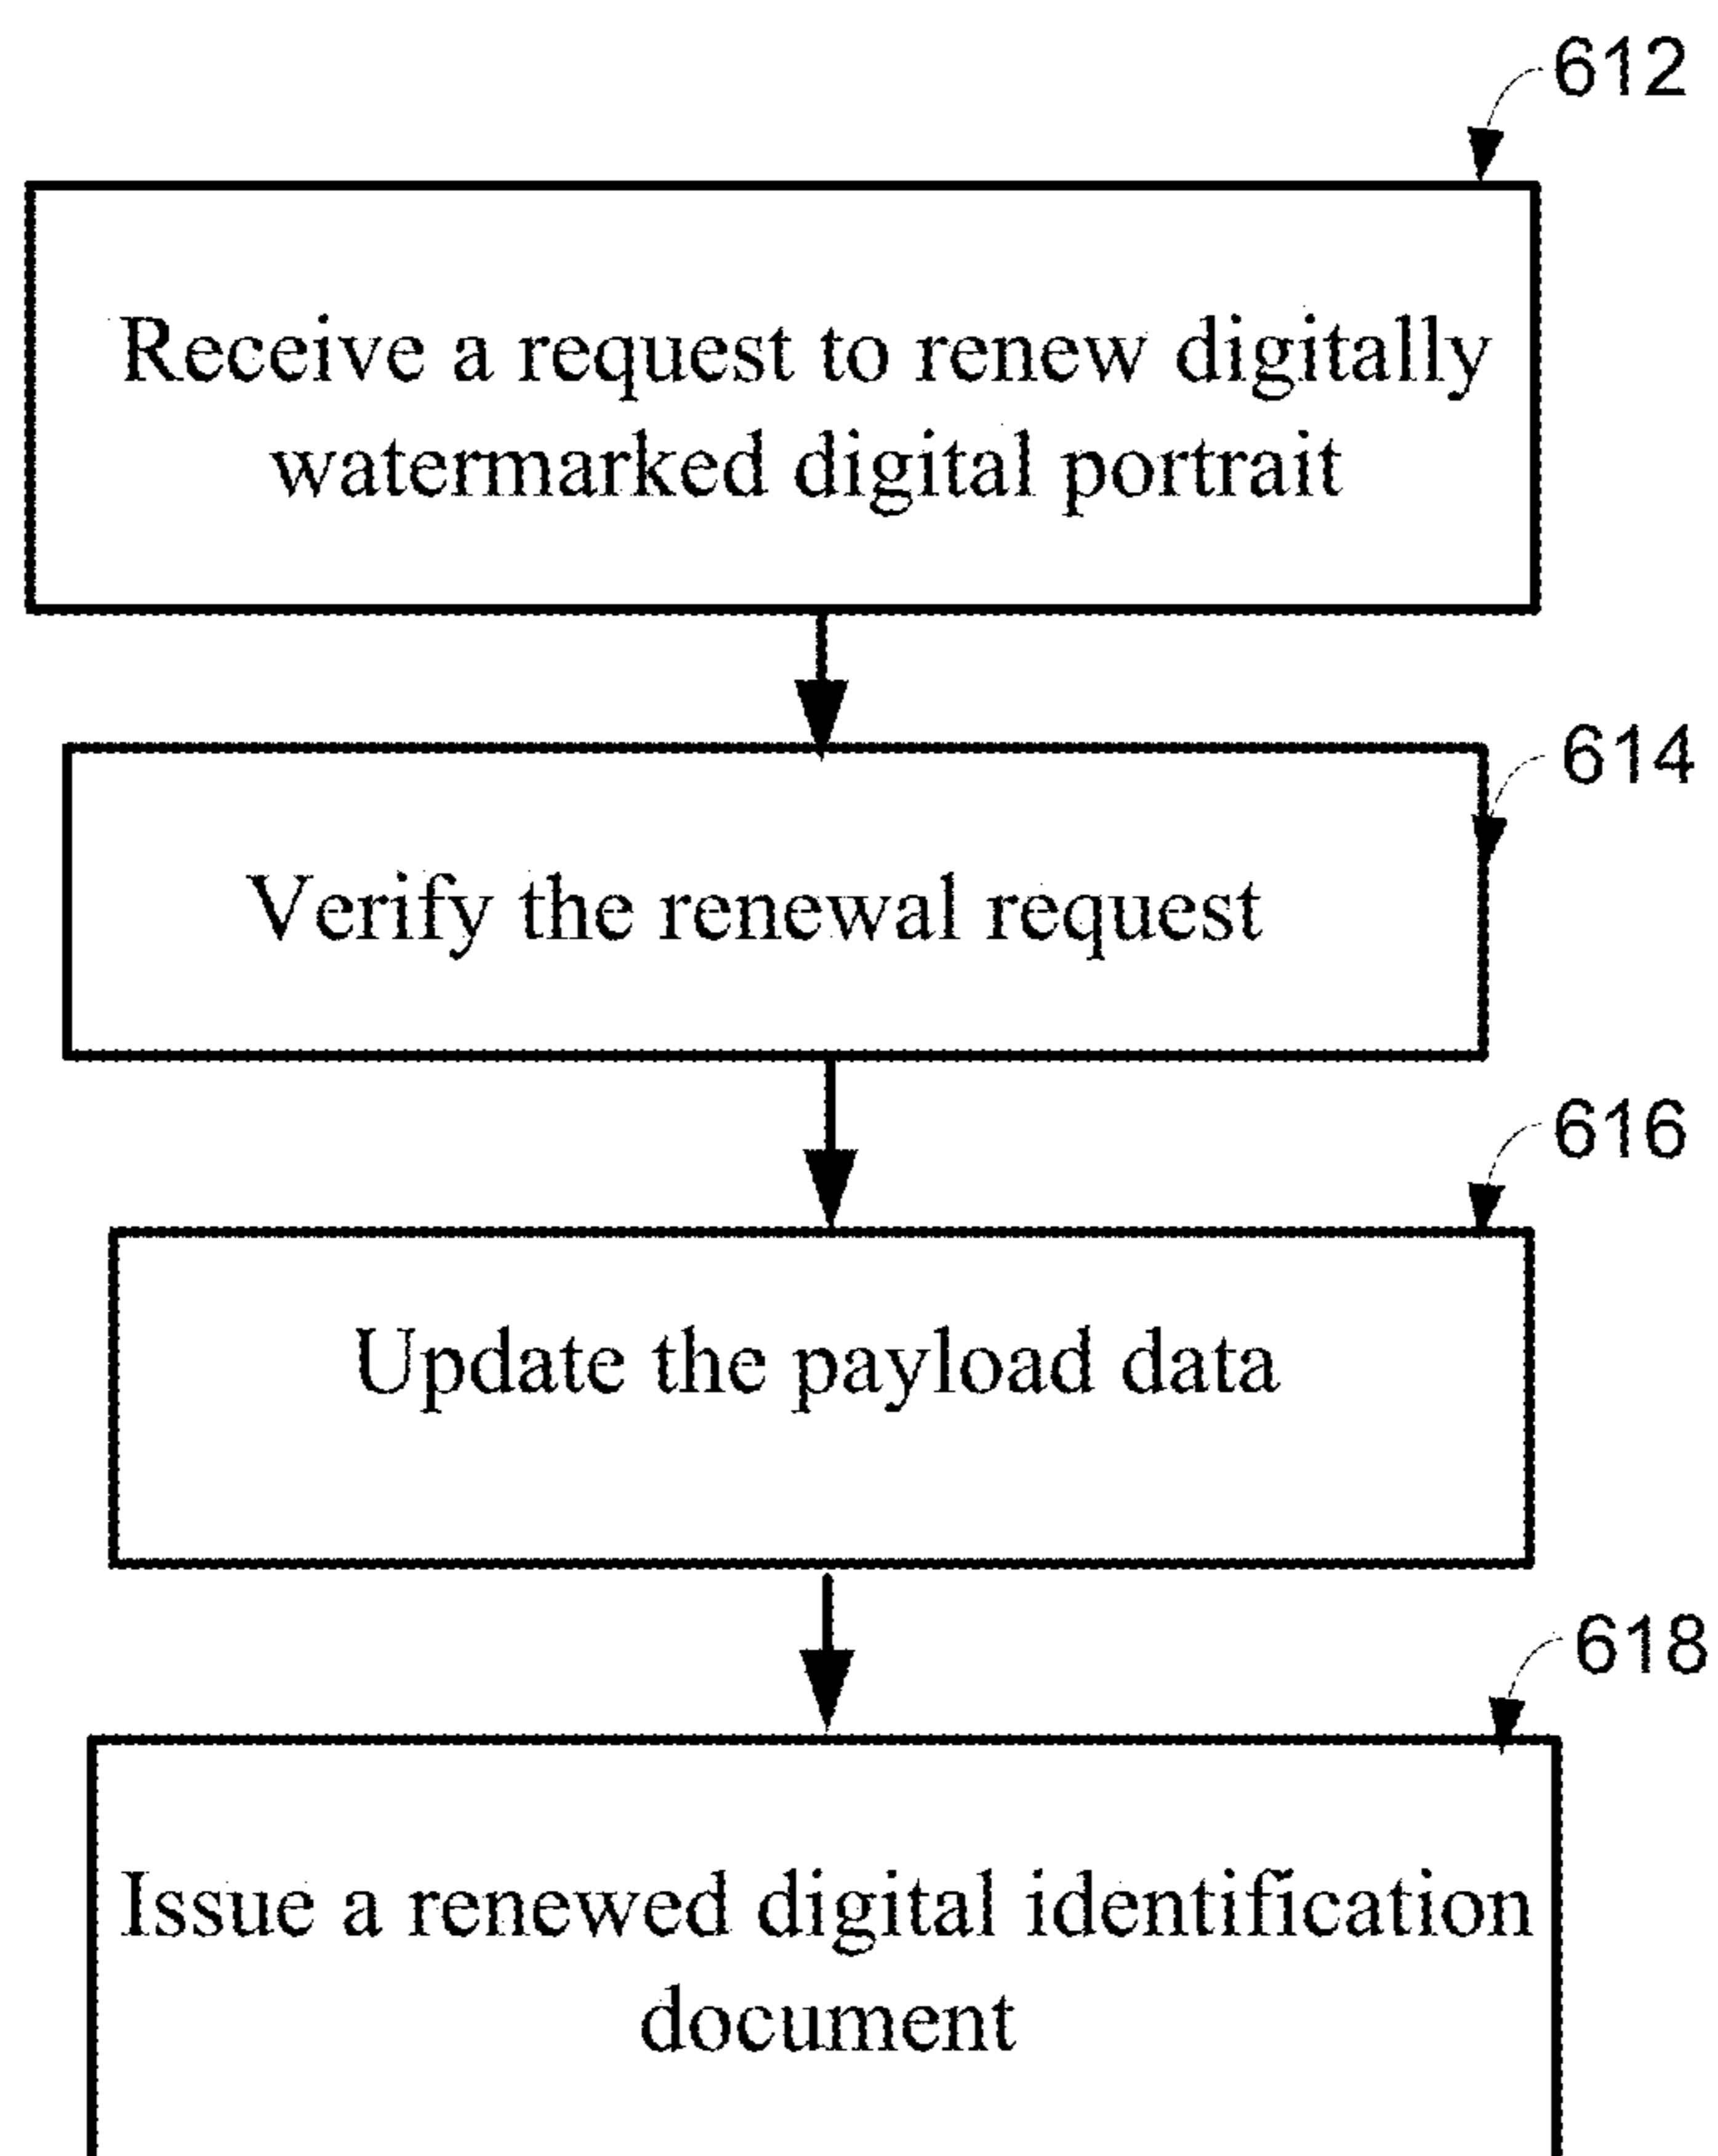 612
Receive a request to renew digitally
watermarked digital portrait
614
Verify the renewal request
616
Update the payload data
618
Issue a renewed digital identification
document